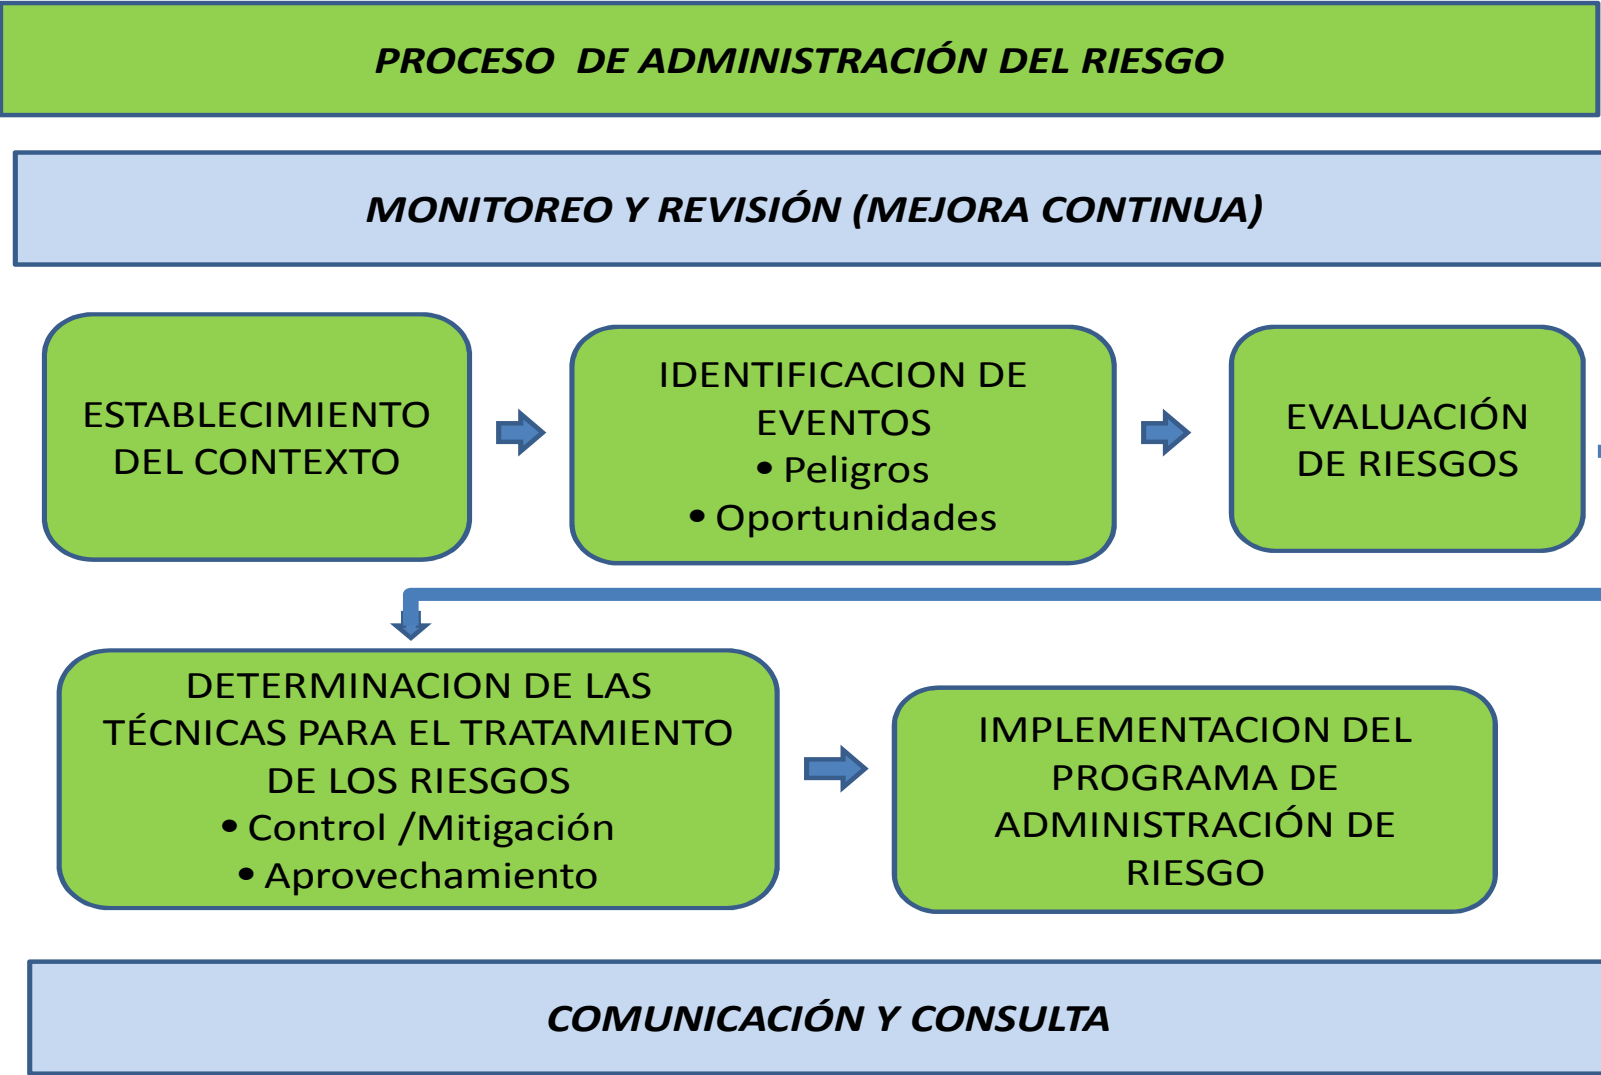 PROCESO DE ADMINISTRACIÓN DEL RIESGO
MONITOREO Y REVISIÓN (MEJORA CONTINUA)
ESTABLECIMIENTO
DEL CONTEXTO
IDENTIFICACION DE
EVENTOS
• Peligros
• Oportunidades
EVALUACIÓN
DE RIESGOS
DETERMINACION DE LAS
TÉCNICAS PARA EL TRATAMIENTO
DE LOS RIESGOS
• Control /Mitigación
• Aprovechamiento
IMPLEMENTACION DEL
PROGRAMA DE
ADMINISTRACIÓN DE
RIESGO
COMUNICACIÓN Y CONSULTA